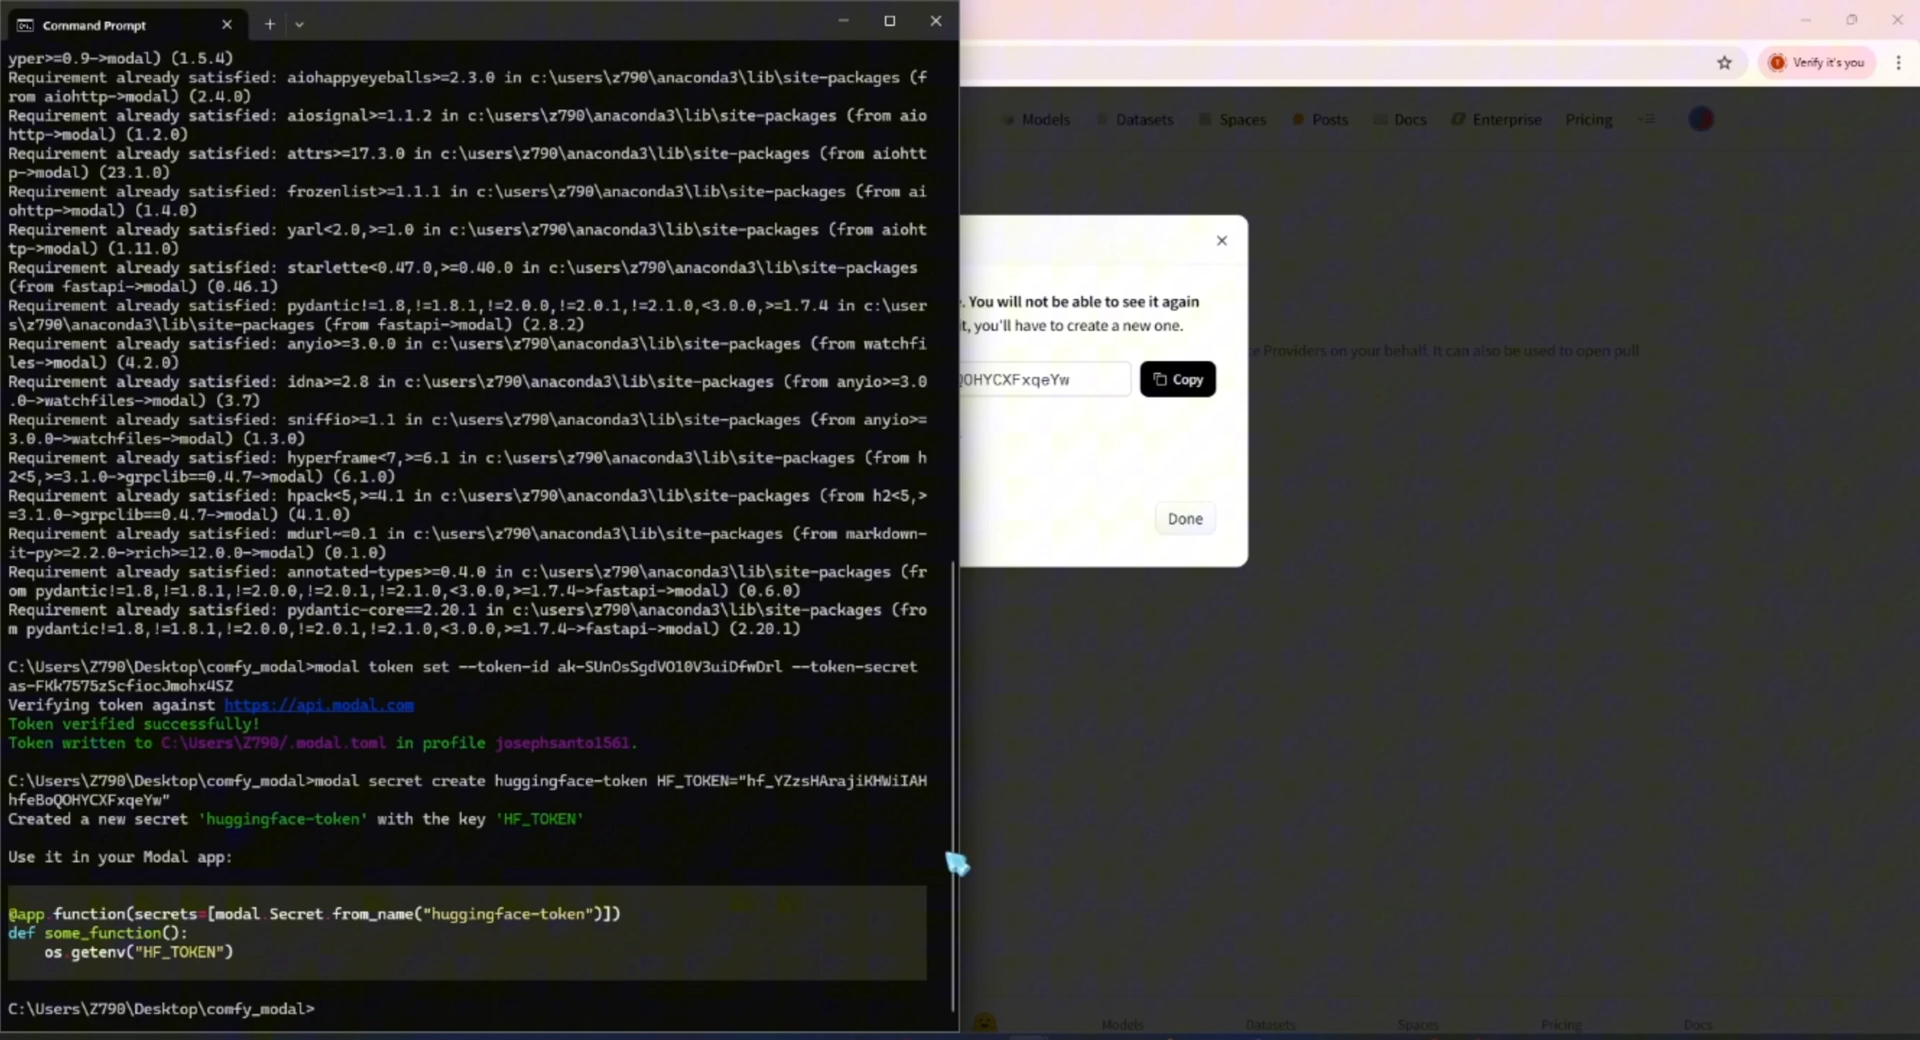 Command Prompt
yper>=0.9->modal) (1.5.4)
Requirement already satisfied: aiohappyeyeballs>=2.3.0 in c:\users\z790\anaconda3\lib\site-packages (f
rom aiohttp->modal) (2.4.0)
Requirement already satisfied: aiosignal>=1.1.2 in c:\users\z790\anaconda3\lib\site-packages (from aio
http->modal) (1.2.0)
Requirement already satisfied: attrs>=17.3.0 in c:\users\z790\anaconda3\lib\site-packages (from aiohtt
p->modal) (23.1.0)
Requirement already satisfied: frozenlist>=1.1.1 in c:\users\z790\anaconda3\lib\site-packages (from ai
ohttp->modal) (1.4.0)
Requirement already satisfied: yarl<2.0,>=1.0 in c:\users\z790\anaconda3\lib\site-packages (from aioht
tp->modal) (1.11.0)
Requirement already satisfied: starlette<0.47.0,>=0.40.0 in c:\users\z790\anaconda3\lib\site-packages
(from fastapi->modal) (0.46.1)
Requirement already satisfied: pydantic!=1.8,!=1.8.1,!=2.0.0,!=2.0.1,!=2.1.0,<3.0.0,>=1.7.4 in c:\user
s\z790\anaconda3\lib\site-packages (from fastapi->modal) (2.8.2)
Requirement already satisfied: anyio>=3.0.0 in c:\users\z790\anaconda3\lib\site-packages (from watchfi
les->modal) (4.2.0)
Requirement already satisfied: idna>=2.8 in c:\users\z790\anaconda3\lib\site-packages (from anyio>=3.0
.0->watchfiles->modal) (3.7)
Requirement already satisfied: sniffio>=1.1 in c:\users\z790\anaconda3\lib\site-packages (from anyio>=
3.0.0->watchfiles->modal) (1.3.0)
Requirement already satisfied: hyperframe<7,>=6.1 in c:\users\z790\anaconda3\lib\site-packages (from h
2<5,>=3.1.0->grpclib==0.4.7->modal) (6.1.0)
Requirement already satisfied: hpack<5,>=4.1 in c:\users\z790\anaconda3\lib\site-packages (from h2<5,>
=3.1.0->grpclib==0.4.7->modal) (4.1.0)
Requirement already satisfied: mdurl~=0.1 in c:\users\z790\anaconda3\lib\site-packages (from markdown-
it-py>=2.2.0->rich>=12.0.0->modal) (0.1.0)
Requirement already satisfied: annotated-types>=0.4.0 in c:\users\z790\anaconda3\lib\site-packages (fr
om pydantic!=1.8,!=1.8.1,!=2.0.0,!=2.0.1,!=2.1.0,<3.0.0,>=1.7.4->fastapi->modal) (0.6.0)
Requirement already satisfied: pydantic-core==2.20.1 in c:\users\z790\anaconda3\lib\site-packages (fro
m pydantic!=1.8,!=1.8.1,!=2.0.0,!=2.0.1,!=2.1.0,<3.0.0,>=1.7.4->fastapi->modal) (2.20.1)
C:\Users\Z790\Desktop\comfy_modal>modal token set --token-id ak-SUnOsSgdVO10V3uiDfwDrl --token-secret
as-FKk7575zScfiocJmohx4SZ
Verifying token against https://api.modal.com
Token verified successfully!
Token written to C:\Users\Z790/.modal.toml in profile josephsanto1561.
C:\Users\Z790\Desktop\comfy_modal>modal secret create huggingface-token HF_TOKEN="hf_YZzsHArajiKHWiIAH
hfeBoQOHYCXFxqeYw"
Created a new secret 'huggingface-token' with the key 'HF_TOKEN'
Use it in your Modal app:
@app.function(secrets=[modal.Secret.from_name("huggingface-token")])
def some_function():
os.getenv("HF_TOKEN")
C:\Users\Z790\Desktop\comfy_modal>
Verify it's you
Models Datasets Spaces Posts Docs Enterprise Pricing
. You will not be able to see it again
it, you'll have to create a new one.
e Providers on your behalf. It can also be used to open pull
QOHYCXFxqeYw
Copy
Done
Models Datasets Spaces Pricing Docs